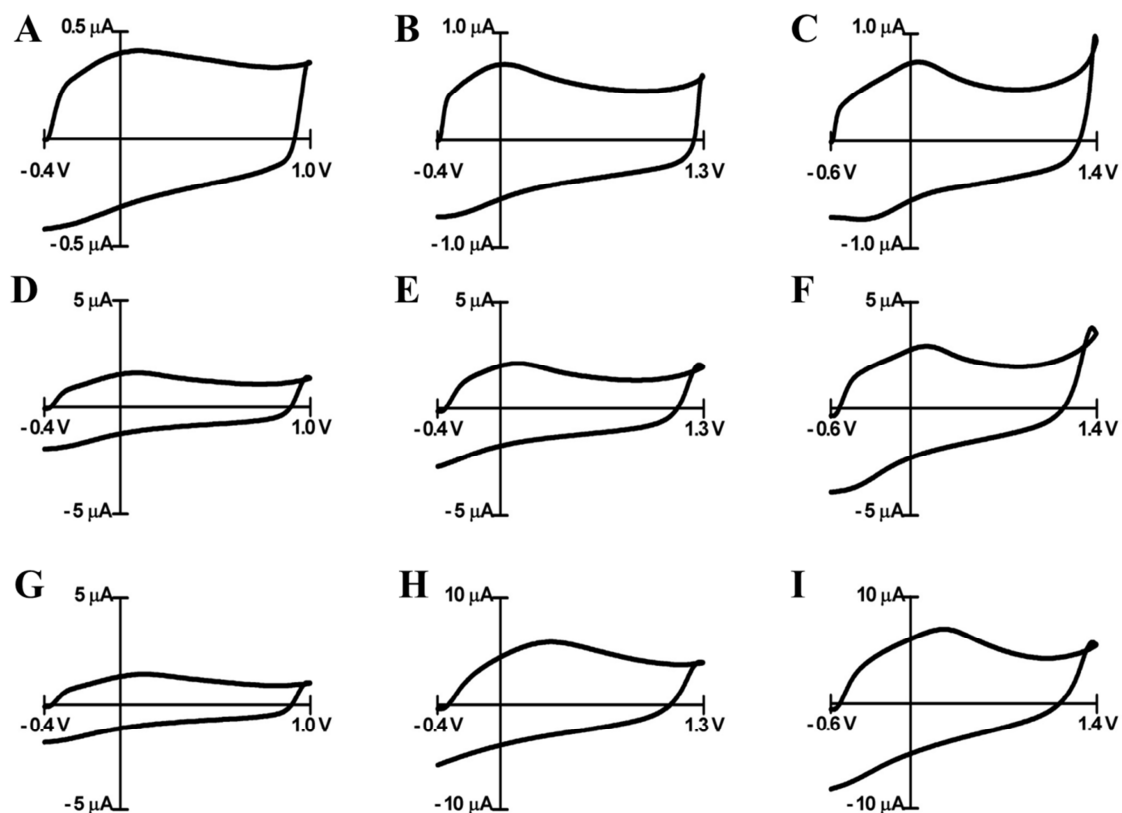 A
0.5 µA
-0.4 V
1.0 V
-0.5 µA
B
1.0 µA
-0.4 V
1.3 V
-1.0 µA
C
1.0 µA
-0.6 V
1.4 V
-1.0 µA
D
5 µA
-0.4 V
1.0 V
-5 µA
E
5 µA
-0.4 V
1.3 V
-5 µA
F
5 µA
-0.6 V
1.4 V
-5 µA
G
5 µA
-0.4 V
1.0 V
-5 µA
H
10 µA
-0.4 V
1.3 V
-10 µA
I
10 µA
-0.6 V
1.4 V
-10 µA